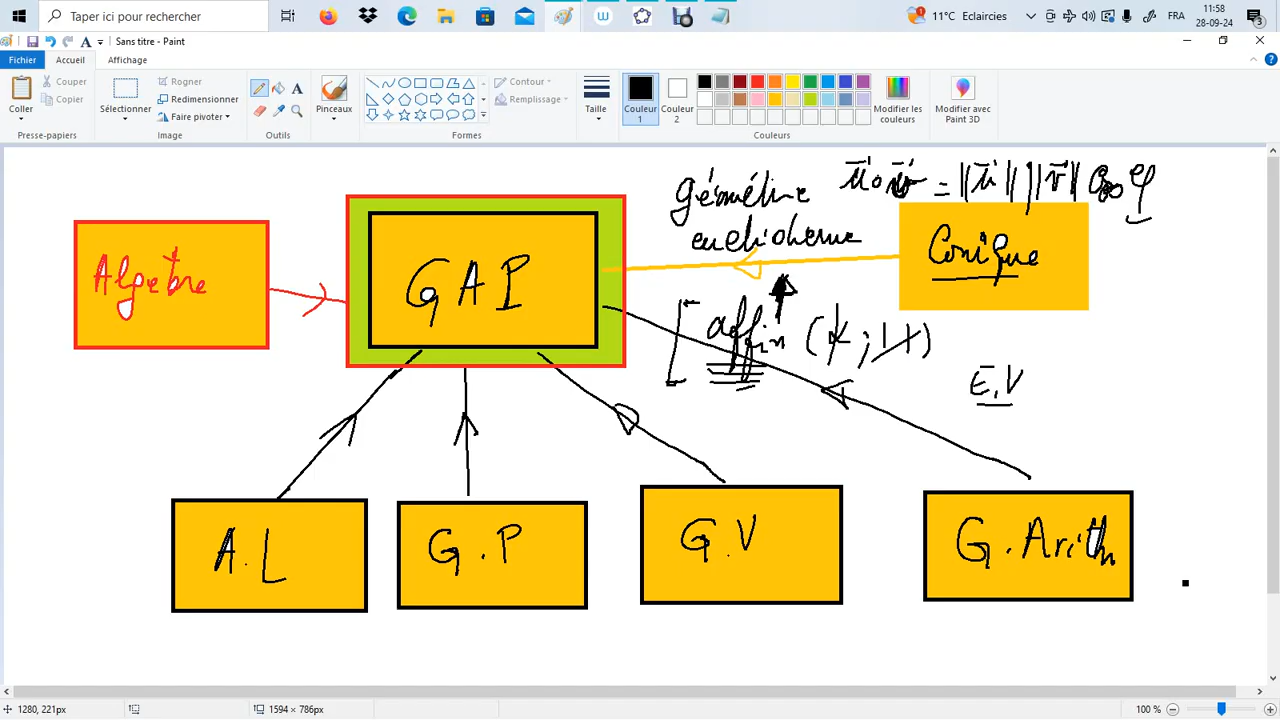 Taper ici pour rechercher
11°C Eclaircies
FRA
11:58
28-09-24
3
Sans titre - Paint
Fichier
Accueil
Affichage
Coller
Couper
Copier
Presse-papiers
Sélectionner
Rogner
Redimensionner
Faire pivoter
Image
A
Outils
Pinceaux
Contour
Remplissage
Formes
Taille
Couleur 1
Couleur 2
Modifier les couleurs
Couleurs
Modifier avec Paint 3D
géométrie
euclidienne
= ||u|| ||v|| cos φ
Algebre
GAP
Conique
affin (K; H)
E.V
A.L
G.P
G.V
G.Arith
1280, 221px
1594 × 786px
100 %